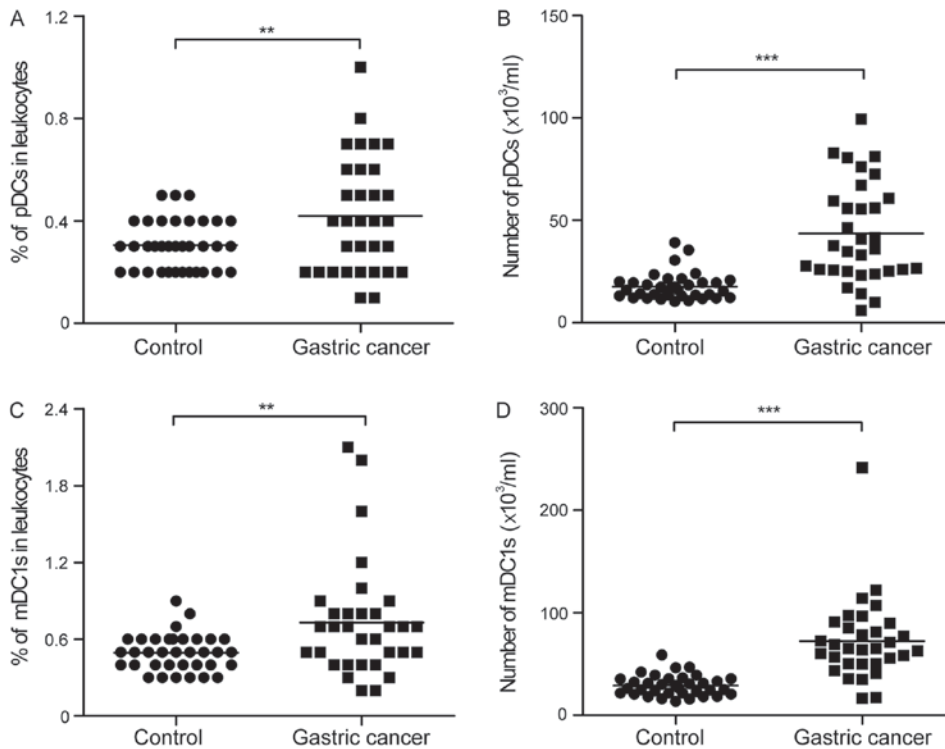 A
% of pDCs in leukocytes
1.2
0.8
0.4
0
**
Control
Gastric cancer
B
Number of pDCs (x10³/ml)
150
100
50
0
***
Control
Gastric cancer
C
% of mDC1s in leukocytes
2.4
1.8
1.2
0.6
0
**
Control
Gastric cancer
D
Number of mDC1s (x10³/ml)
300
200
100
0
***
Control
Gastric cancer